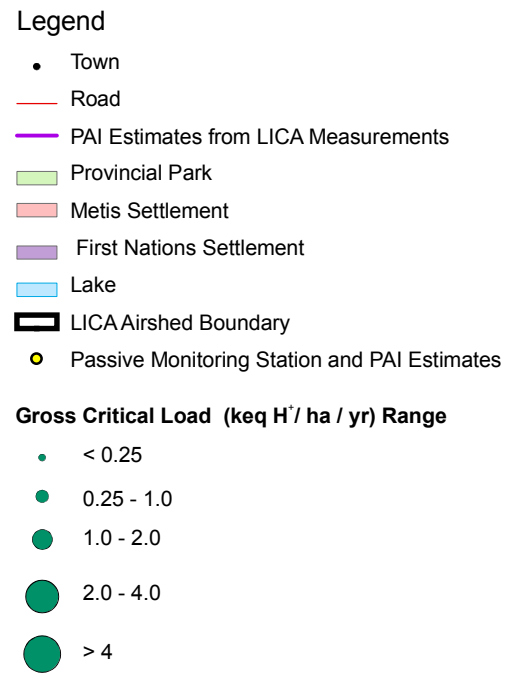 Legend
Town
Road
PAI Estimates from LICA Measurements
Provincial Park
Metis Settlement
First Nations Settlement
Lake
LICA Airshed Boundary
Passive Monitoring Station and PAI Estimates
Gross Critical Load (keq H⁺/ ha / yr) Range
< 0.25
0.25 - 1.0
1.0 - 2.0
2.0 - 4.0
> 4